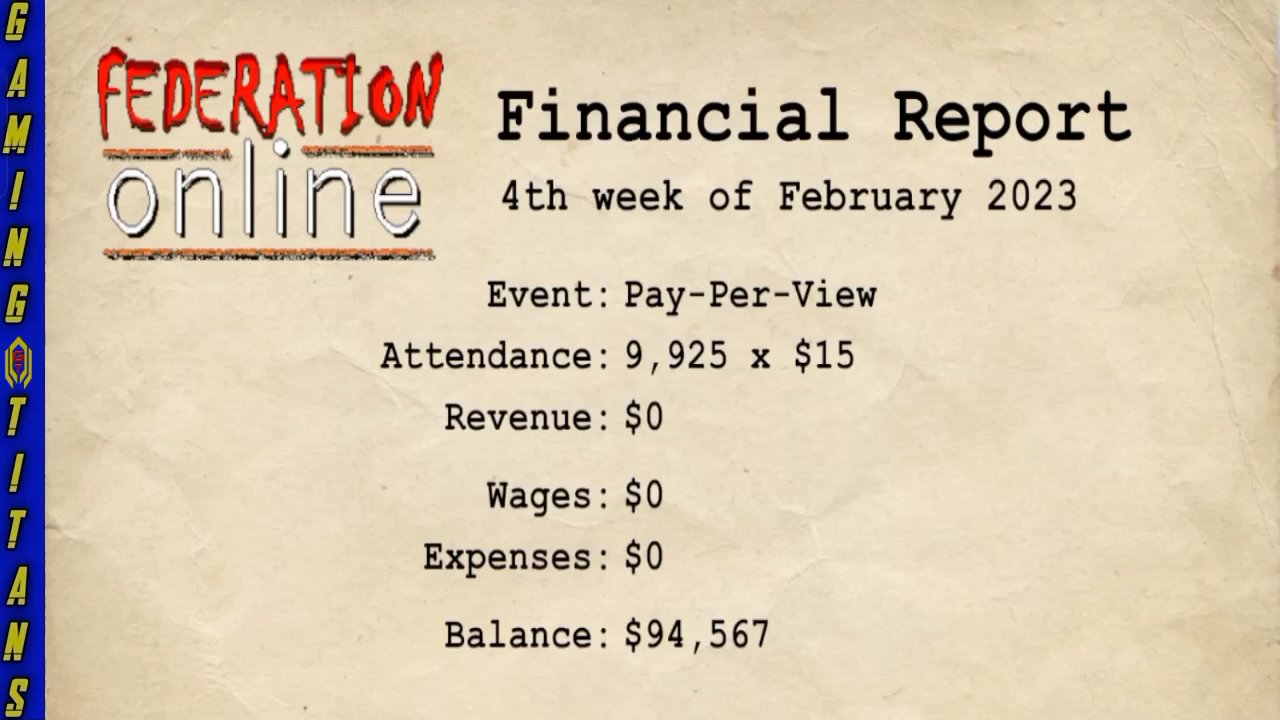 GAMING TITANS
FEDERATION
online
Financial Report
4th week of February 2023
Event: Pay-Per-View
Attendance: 9,925 x $15
Revenue: $0
Wages: $0
Expenses: $0
Balance: $94,567